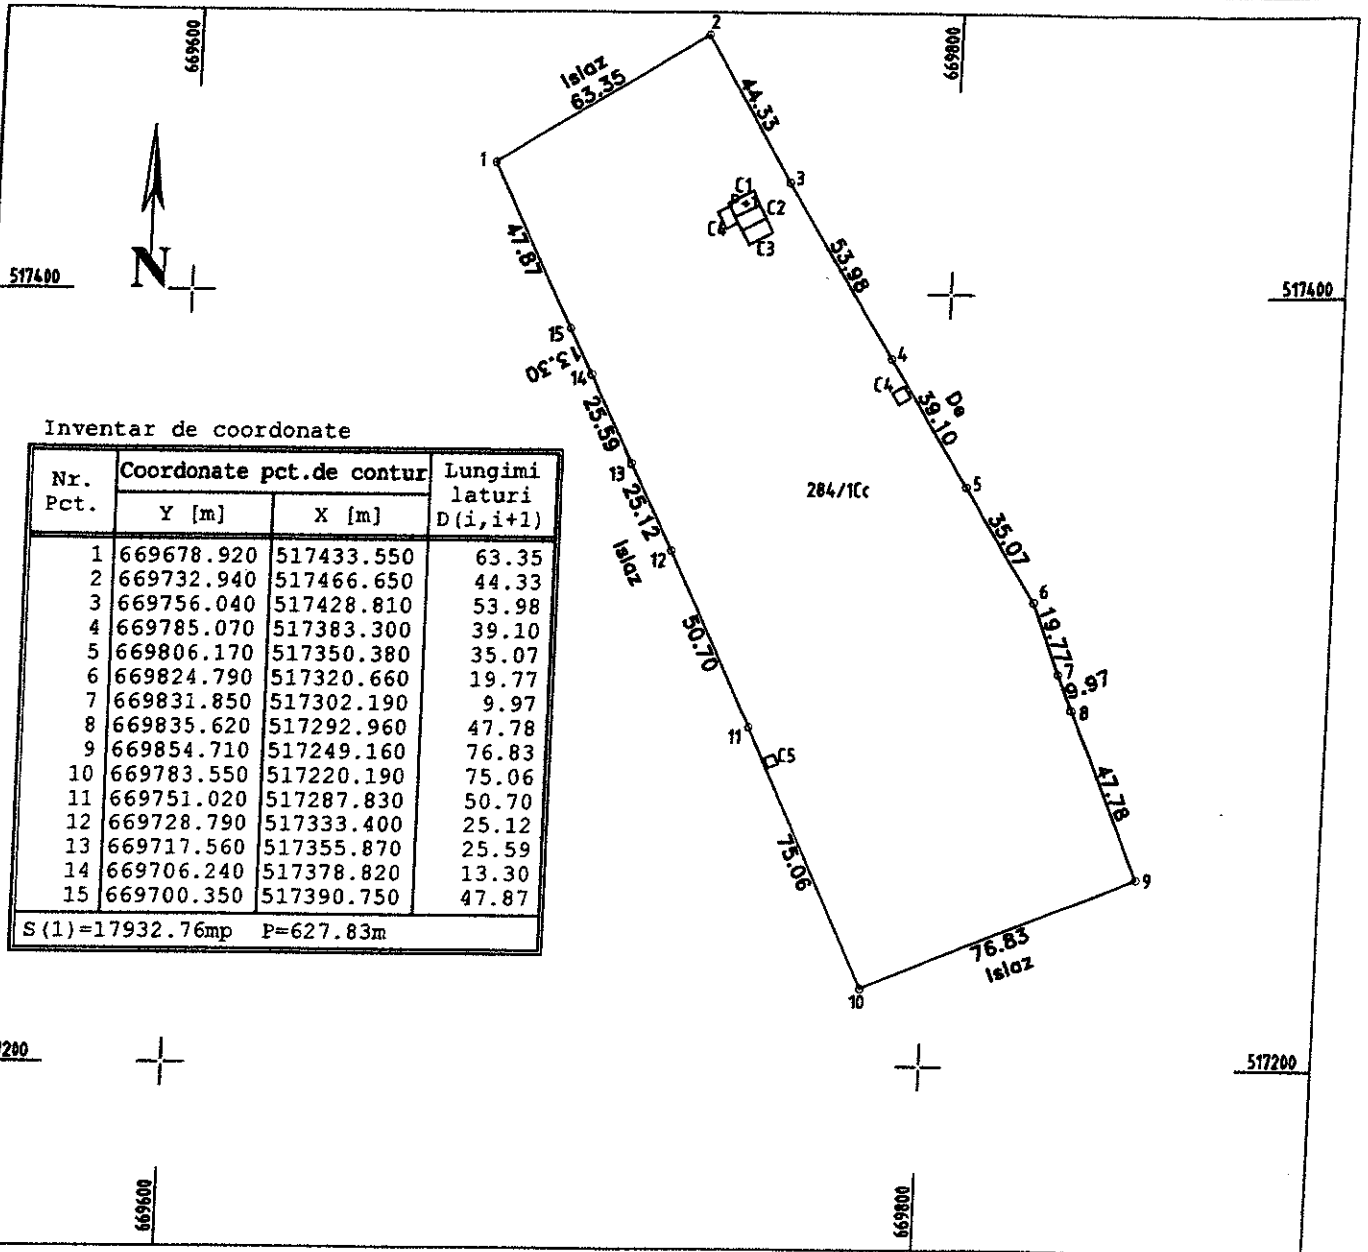 669600
669800
2
Islaz
63.35
44.33
1
3
C1
C2
C4
C3
N
47.87
53.98
517400
517400
15
13.30
14
4
C4
De
39.10
25.59
13
5
284/1Cc
25.12
Islaz
12
35.07
6
50.70
19.77
7
9.97
8
11
C5
47.78
75.06
9
76.83
Islaz
10
Inventar de coordonate
Nr. Pct. Coordonate pct.de contur Lungimi laturi D(i,i+1)
Y [m] X [m]
1 669678.920 517433.550 63.35
2 669732.940 517466.650 44.33
3 669756.040 517428.810 53.98
4 669785.070 517383.300 39.10
5 669806.170 517350.380 35.07
6 669824.790 517320.660 19.77
7 669831.850 517302.190 9.97
8 669835.620 517292.960 47.78
9 669854.710 517249.160 76.83
10 669783.550 517220.190 75.06
11 669751.020 517287.830 50.70
12 669728.790 517333.400 25.12
13 669717.560 517355.870 25.59
14 669706.240 517378.820 13.30
15 669700.350 517390.750 47.87
S(1)=17932.76mp P=627.83m
200
517200
669600
669800